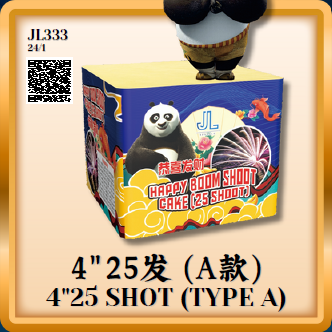 JL333
24/1
JL
恭喜发财
HAPPY BOOM SHOOT
CAKE (25 SHOOT)
4"25发 (A款)
4"25 SHOT (TYPE A)